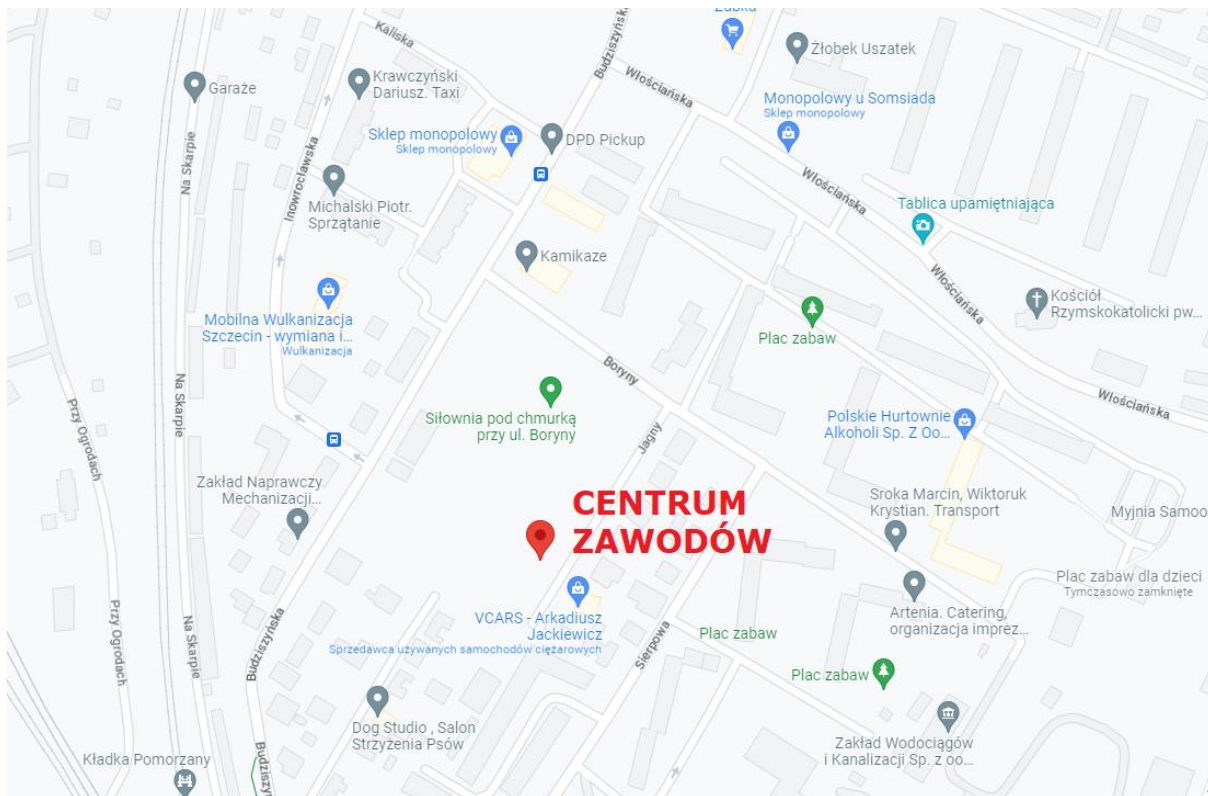 Żabka
Kaliska
Budziszyńska
Żłobek Uszatek
Garaże
Krawczyński
Dariusz. Taxi
Włościańska
Monopolowy u Somsiada
Sklep monopolowy
Sklep monopolowy
Sklep monopolowy
DPD Pickup
Na Skarpie
Inowrocławska
Włościańska
Michalski Piotr.
Sprzątanie
Tablica upamiętniająca
Kamikaze
Włościańska
Kościół
Rzymskokatolicki pw...
Mobilna Wulkanizacja
Szczecin - wymiana i...
Wulkanizacja
Plac zabaw
Boryny
Na Skarpie
Przy Ogrodach
Siłownia pod chmurką
przy ul. Boryny
Włościańska
Polskie Hurtownie
Alkoholi Sp. Z Oo...
Jagny
Zakład Naprawczy
Mechanizacji...
CENTRUM
ZAWODÓW
Sroka Marcin, Wiktoruk
Krystian. Transport
Myjnia Samoo
Plac zabaw dla dzieci
Tymczasowo zamknięte
Przy Ogrodach
Na Skarpie
Budziszyńska
VCARS - Arkadiusz
Jackiewicz
Sprzedawca używanych samochodów ciężarowych
Sierpowa
Plac zabaw
Artenia. Catering,
organizacja imprez...
Plac zabaw
Dog Studio , Salon
Strzyżenia Psów
Zakład Wodociągów
i Kanalizacji Sp. z oo...
Kładka Pomorzany
Budziszyń